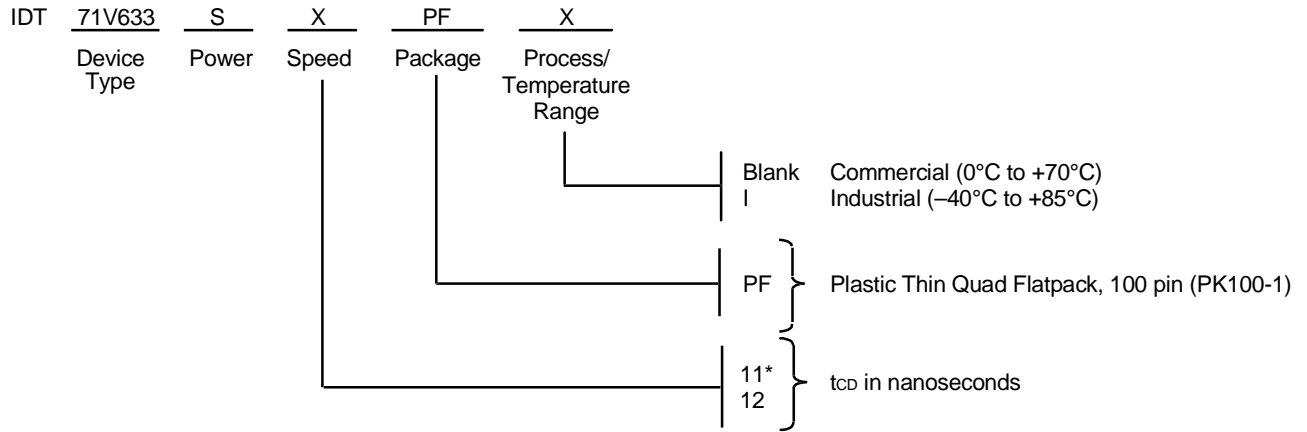 IDT 71V633 S X PF X
Device Type Power Speed Package Process/ Temperature Range
Blank Commercial (0°C to +70°C)
I Industrial (–40°C to +85°C)
PF Plastic Thin Quad Flatpack, 100 pin (PK100-1)
11*
12
tCD in nanoseconds